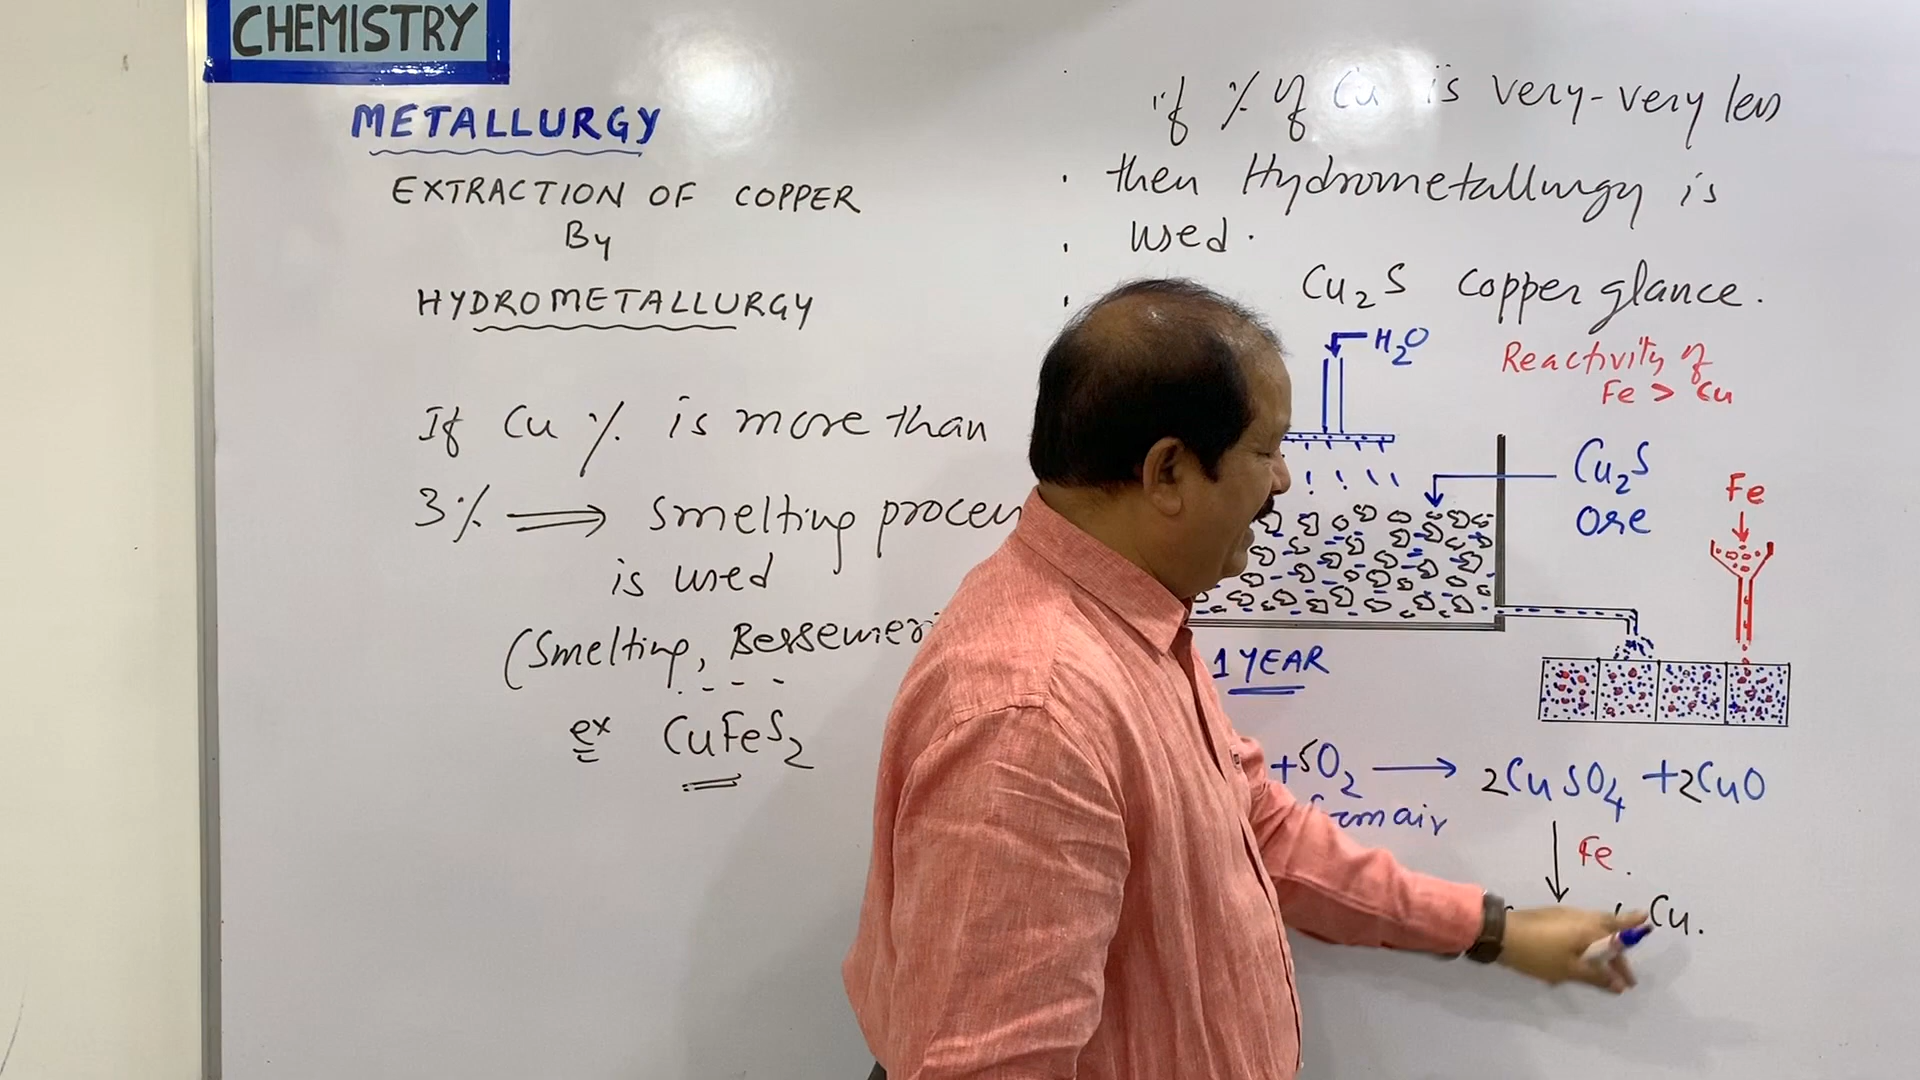 CHEMISTRY
METALLURGY
EXTRACTION OF COPPER
By
HYDROMETALLURGY
If Cu % is more than
3% ⟹ smelting
is used
(Smelting,
ex CuFeS₂
if % of Cu is very-very less
then Hydrometallurgy is
used.
Cu₂S Copper glance.
H₂O
Reactivity of
Fe > Cu
Cu₂S
Ore
Fe
1 YEAR
+5O₂ → 2CuSO₄ + 2CuO
air
Fe.
Cu.